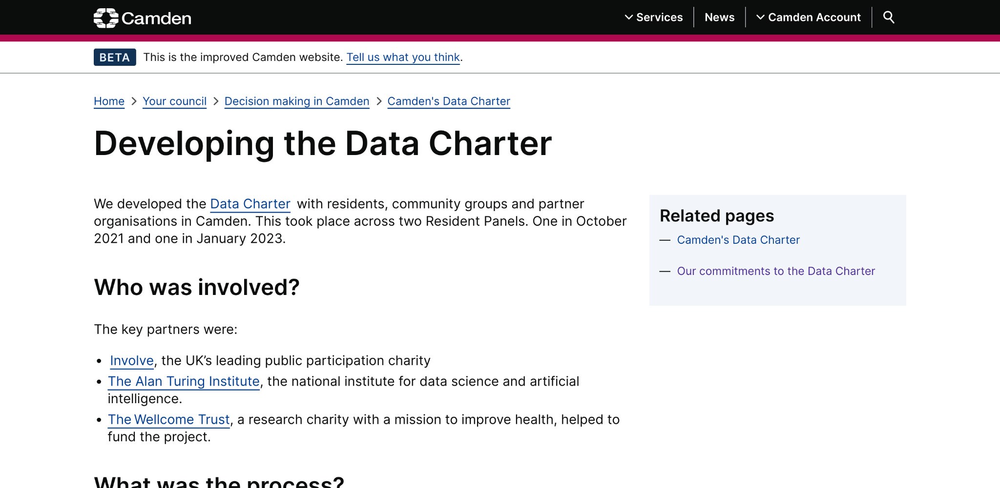 Camden
Services
News
Camden Account
BETA
This is the improved Camden website. Tell us what you think.
Home > Your council > Decision making in Camden > Camden's Data Charter
Developing the Data Charter
We developed the Data Charter with residents, community groups and partner
organisations in Camden. This took place across two Resident Panels. One in October
2021 and one in January 2023.
Who was involved?
The key partners were:
• Involve, the UK’s leading public participation charity
• The Alan Turing Institute, the national institute for data science and artificial
intelligence.
• The Wellcome Trust, a research charity with a mission to improve health, helped to
fund the project.
What was the process?
Related pages
— Camden's Data Charter
— Our commitments to the Data Charter